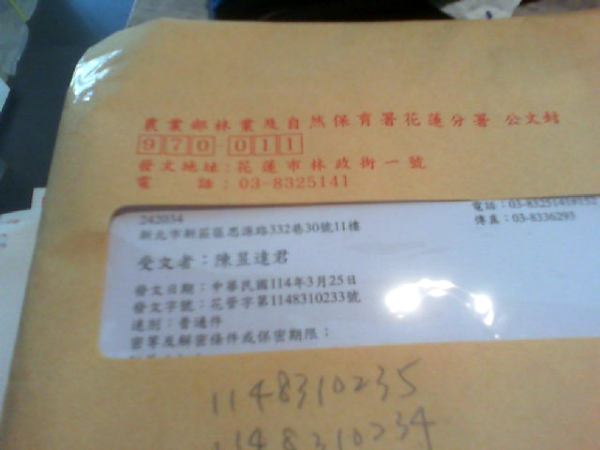 農業部林業及自然保育署花蓮分署 公文封
970-011
發文地址:花蓮市林政街一號
電 話:03-8325141
242034
新北市新莊區思源路332巷30號11樓
電話:03-8325141#9152
傳真:03-8336293
受文者:陳昱達君
發文日期:中華民國114年3月25日
發文字號:花管字第1148310233號
速別:普通件
密等及解密條件或保密期限:
1148310235
1148310234